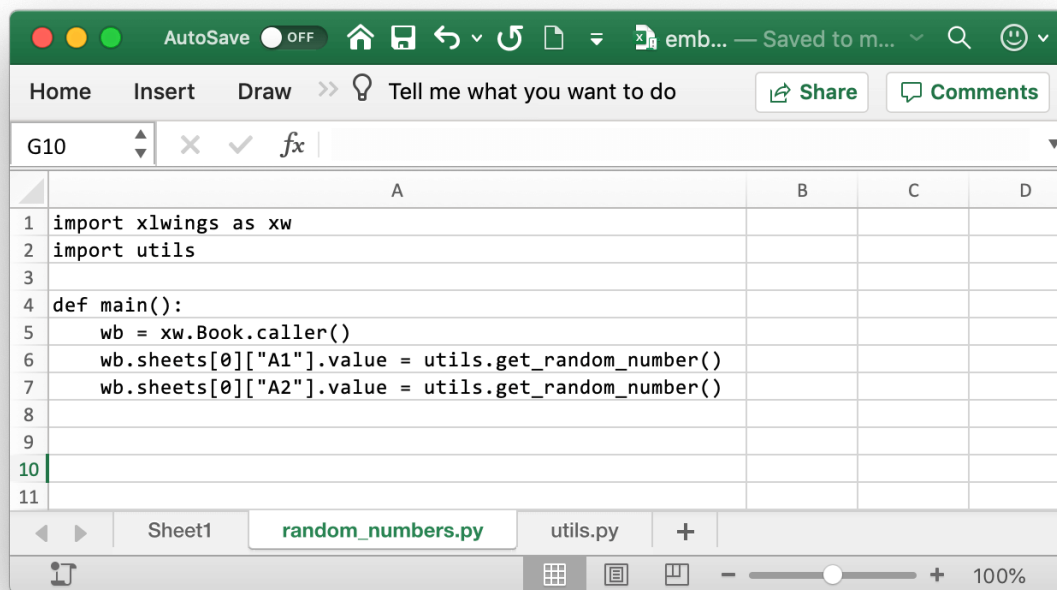 AutoSave OFF emb... — Saved to m...
Home Insert Draw >> Tell me what you want to do Share Comments
G10 fx
A B C D
1 import xlwings as xw
2 import utils
3
4 def main():
5     wb = xw.Book.caller()
6     wb.sheets[0]["A1"].value = utils.get_random_number()
7     wb.sheets[0]["A2"].value = utils.get_random_number()
8
9
10
11
Sheet1 random_numbers.py utils.py +
100%